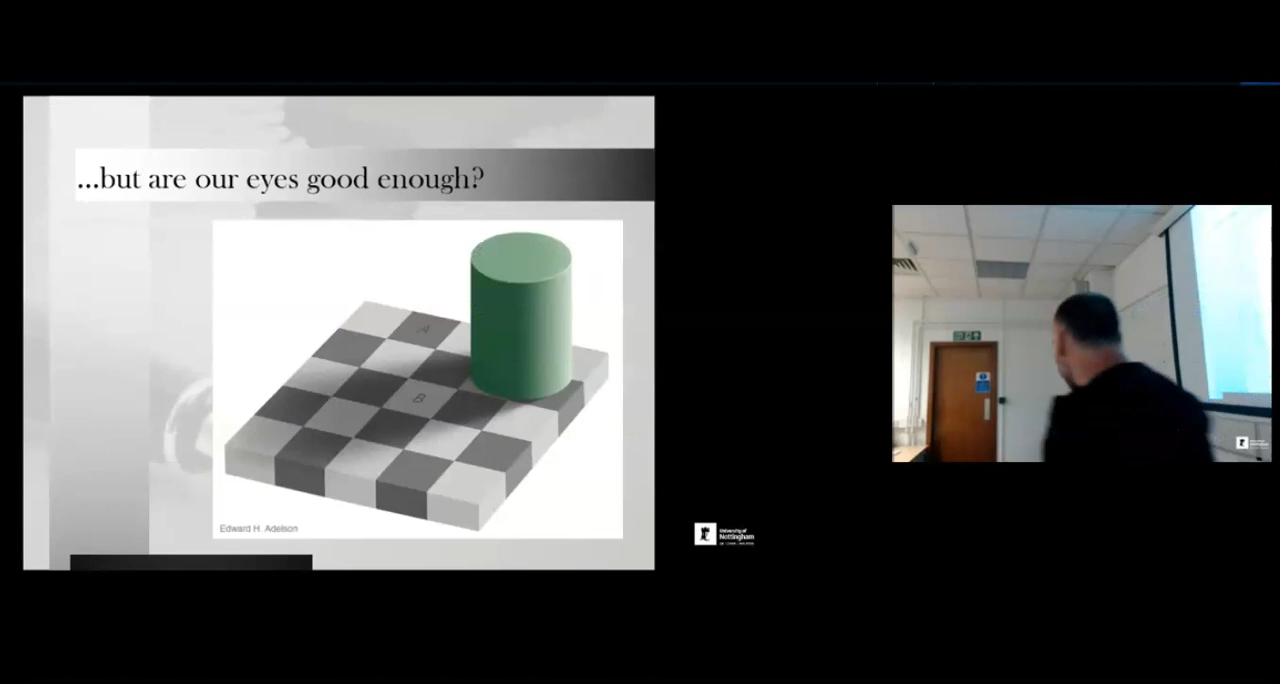 ...but are our eyes good enough?
A
B
Edward H. Adelson
University of
Nottingham